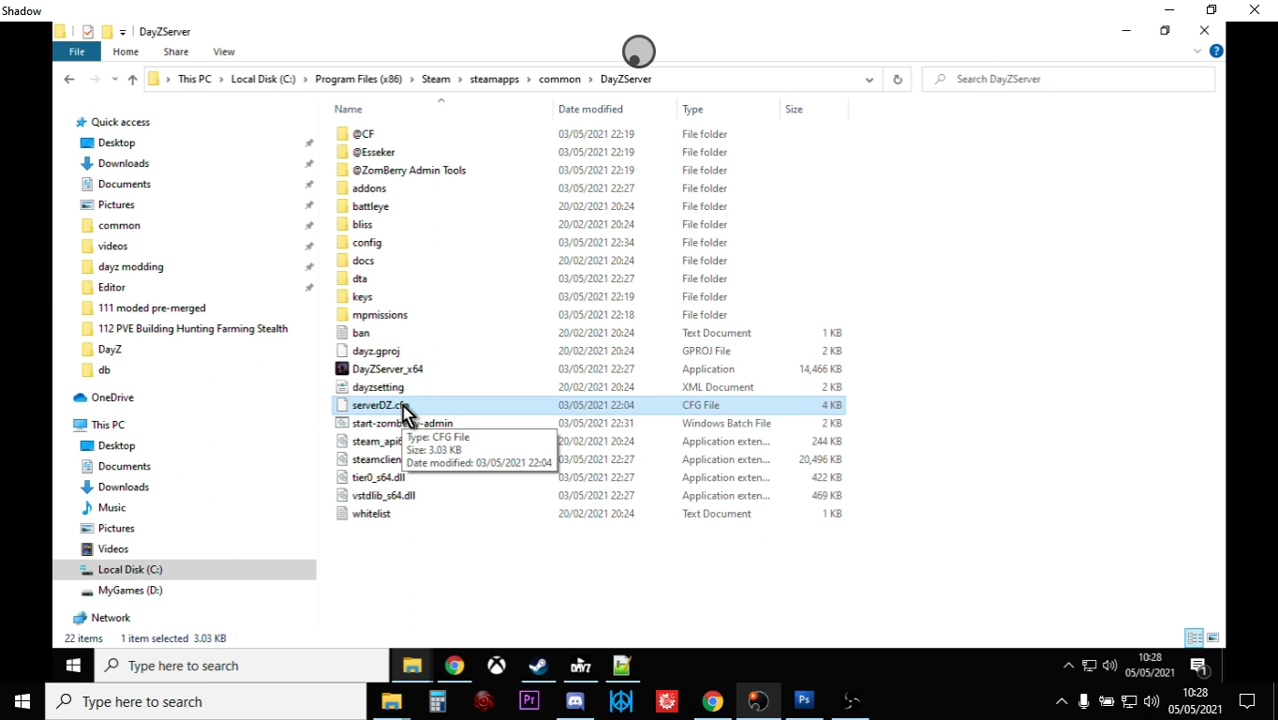 Shadow
DayZServer
File Home Share View
This PC Local Disk (C:) Program Files (x86) Steam steamapps common DayZServer
Search DayZServer
Name Date modified Type Size
Quick access
Desktop
Downloads
Documents
Pictures
common
videos
dayz modding
Editor
111 moded pre-merged
112 PVE Building Hunting Farming Stealth
DayZ
db
OneDrive
This PC
Desktop
Documents
Downloads
Music
Pictures
Videos
Local Disk (C:)
MyGames (D:)
Network
@CF 03/05/2021 22:19 File folder
@Esseker 03/05/2021 22:19 File folder
@ZomBerry Admin Tools 03/05/2021 22:19 File folder
addons 03/05/2021 22:27 File folder
battleye 20/02/2021 20:24 File folder
bliss 20/02/2021 20:24 File folder
config 03/05/2021 22:34 File folder
docs 20/02/2021 20:24 File folder
dta 03/05/2021 22:27 File folder
keys 03/05/2021 22:19 File folder
mpmissions 03/05/2021 22:18 File folder
ban 20/02/2021 20:24 Text Document 1 KB
dayz.gproj 20/02/2021 20:24 GPROJ File 2 KB
DayZServer_x64 03/05/2021 22:27 Application 14,466 KB
dayzsetting 20/02/2021 20:24 XML Document 2 KB
serverDZ.cfg 03/05/2021 22:04 CFG File 4 KB
03/05/2021 22:31 Windows Batch File 2 KB
20/02/2021 20:24 Application exten... 244 KB
03/05/2021 22:27 Application exten... 20,496 KB
tier0_s64.dll 03/05/2021 22:27 Application exten... 422 KB
vstdlib_s64.dll 03/05/2021 22:27 Application exten... 469 KB
whitelist 20/02/2021 20:24 Text Document 1 KB
Type: CFG File
Size: 3.03 KB
Date modified: 03/05/2021 22:04
22 items 1 item selected 3.03 KB
Type here to search
DAYZ
10:28
05/05/2021
1
Type here to search
Pr
Ps
10:28
05/05/2021